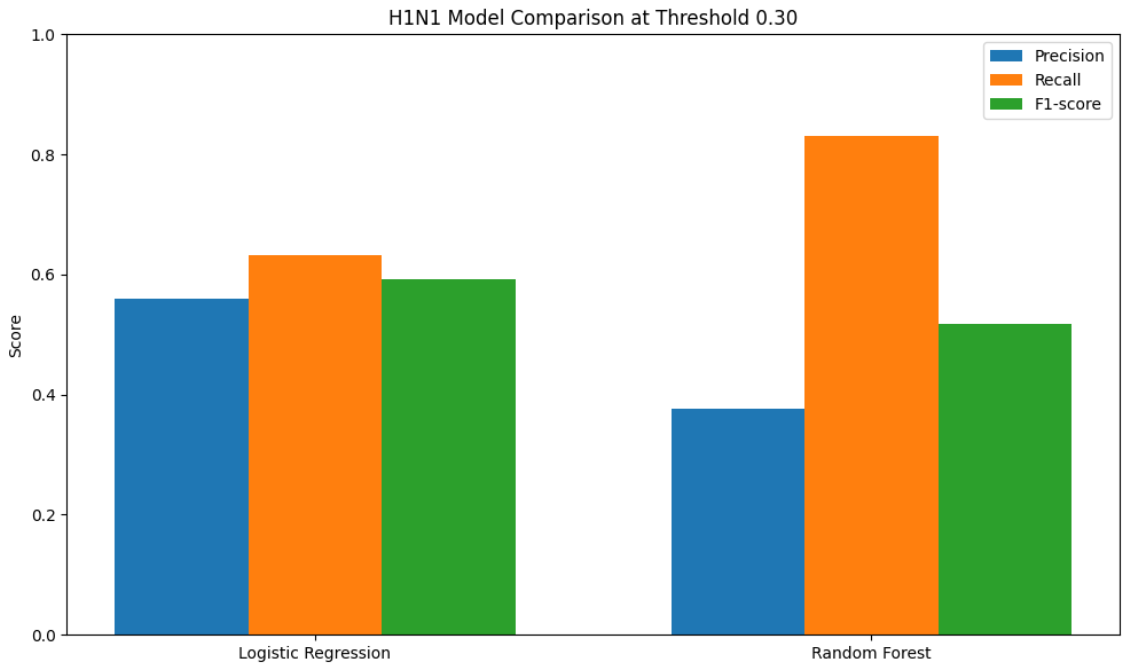 H1N1 Model Comparison at Threshold 0.30
Precision
Recall
F1-score
Score
1.0
0.8
0.6
0.4
0.2
0.0
Logistic Regression
Random Forest